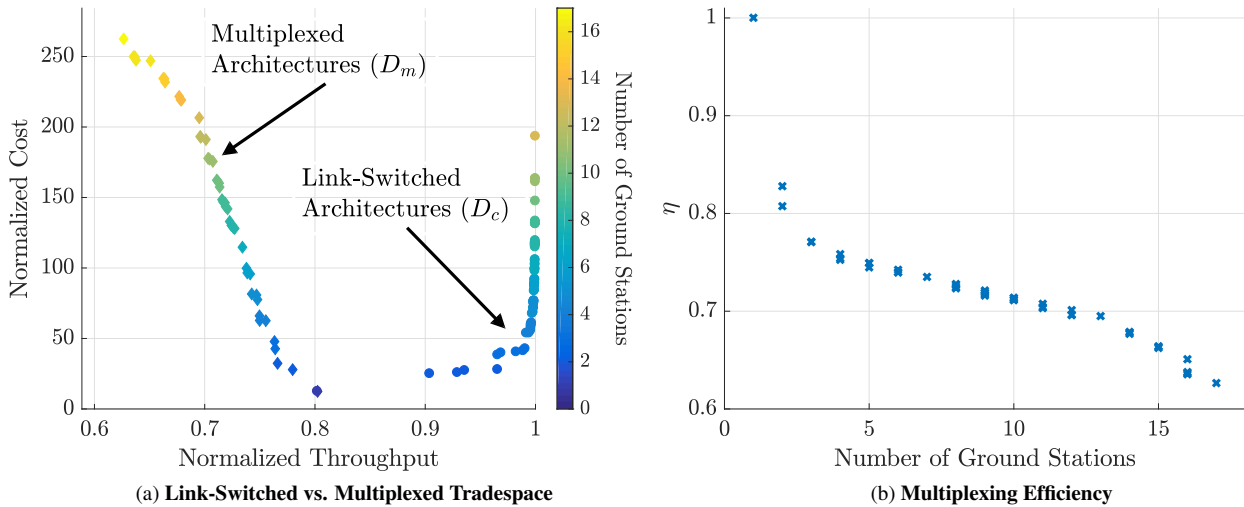 250
200
150
100
50
0
Normalized Cost
0.6 0.7 0.8 0.9 1
Normalized Throughput
Multiplexed
Architectures (Dₘ)
Link-Switched
Architectures (D_c)
16
14
12
10
8
6
4
2
0
Number of Ground Stations
(a) Link-Switched vs. Multiplexed Tradespace
1
0.9
0.8
0.7
0.6
η
0 5 10 15
Number of Ground Stations
(b) Multiplexing Efficiency